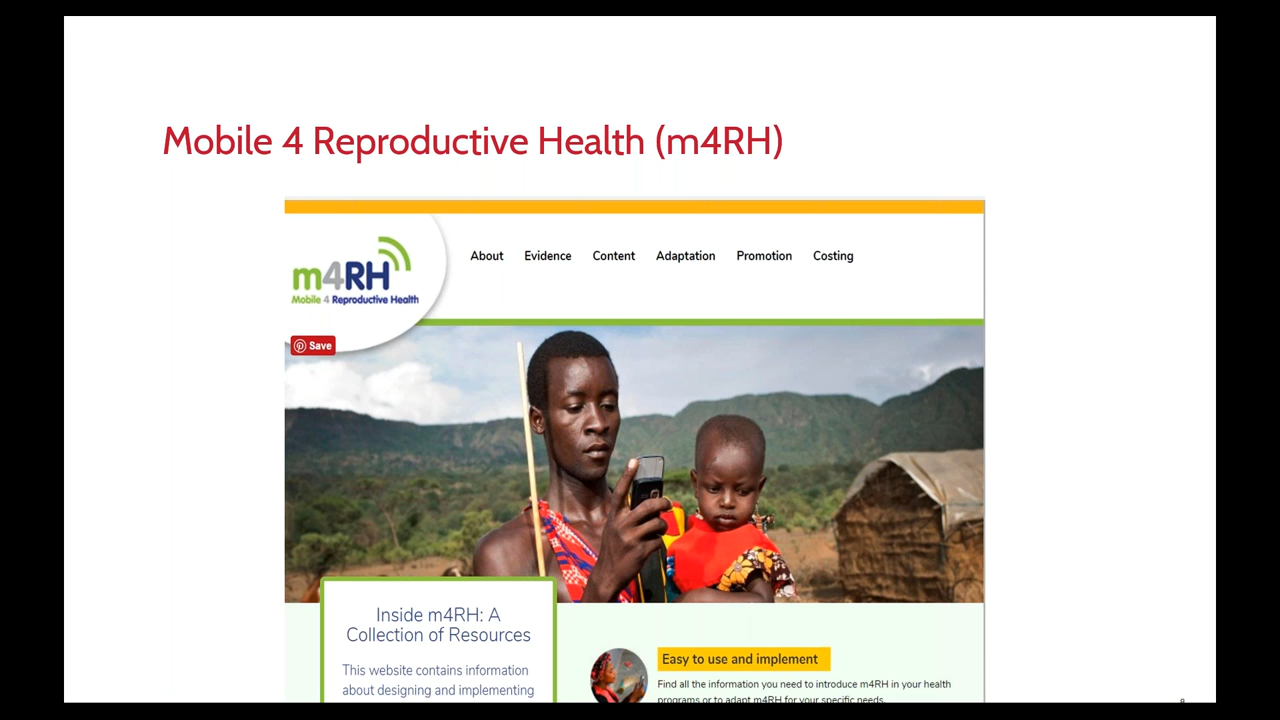 Mobile 4 Reproductive Health (m4RH)
m4RH
Mobile 4 Reproductive Health
About Evidence Content Adaptation Promotion Costing
Save
Inside m4RH: A
Collection of Resources
This website contains information
about designing and implementing
Easy to use and implement
Find all the information you need to introduce m4RH in your health
programs or to adapt m4RH for your specific needs.